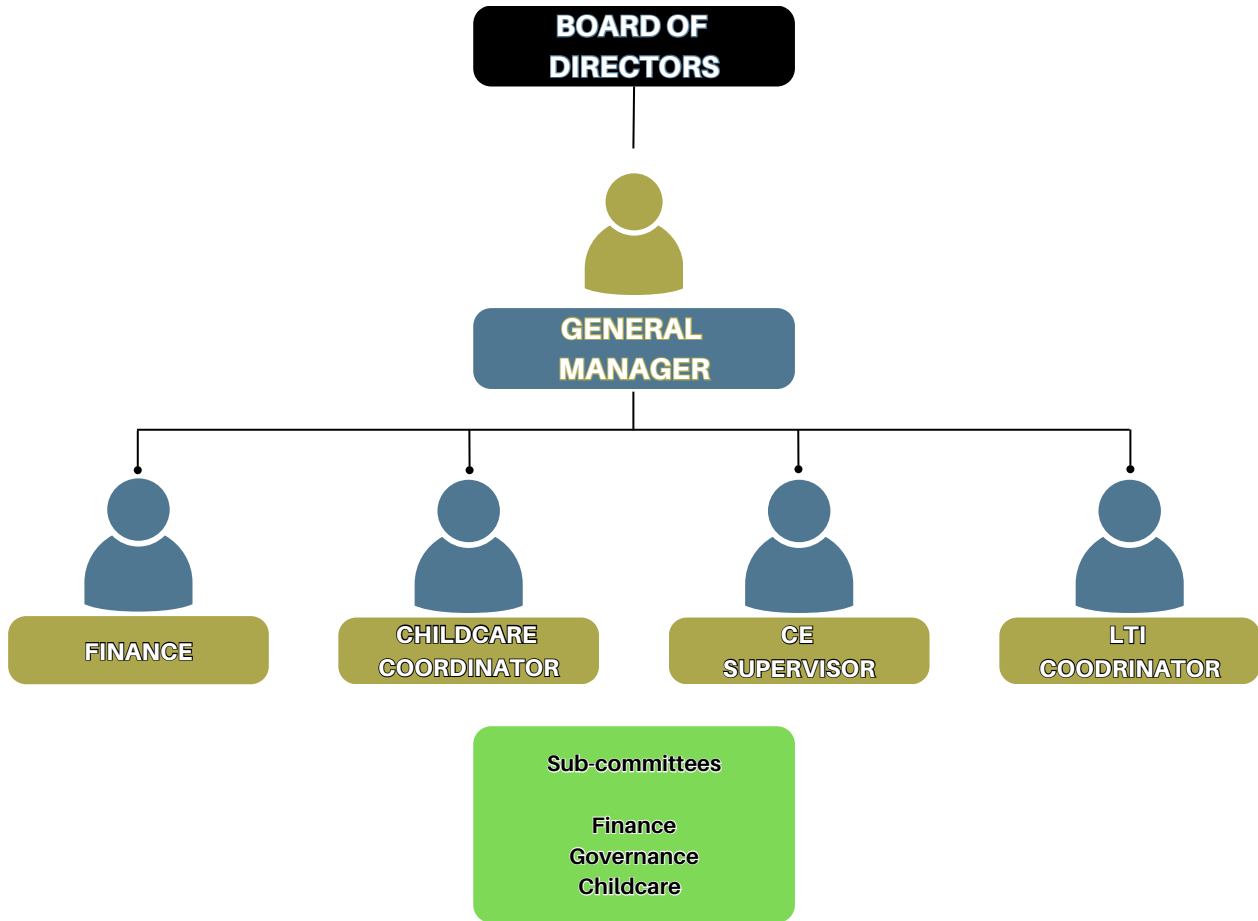 BOARD OF
DIRECTORS
GENERAL
MANAGER
FINANCE
CHILDCARE
COORDINATOR
CE
SUPERVISOR
LTI
COODRINATOR
Sub-committees
Finance
Governance
Childcare